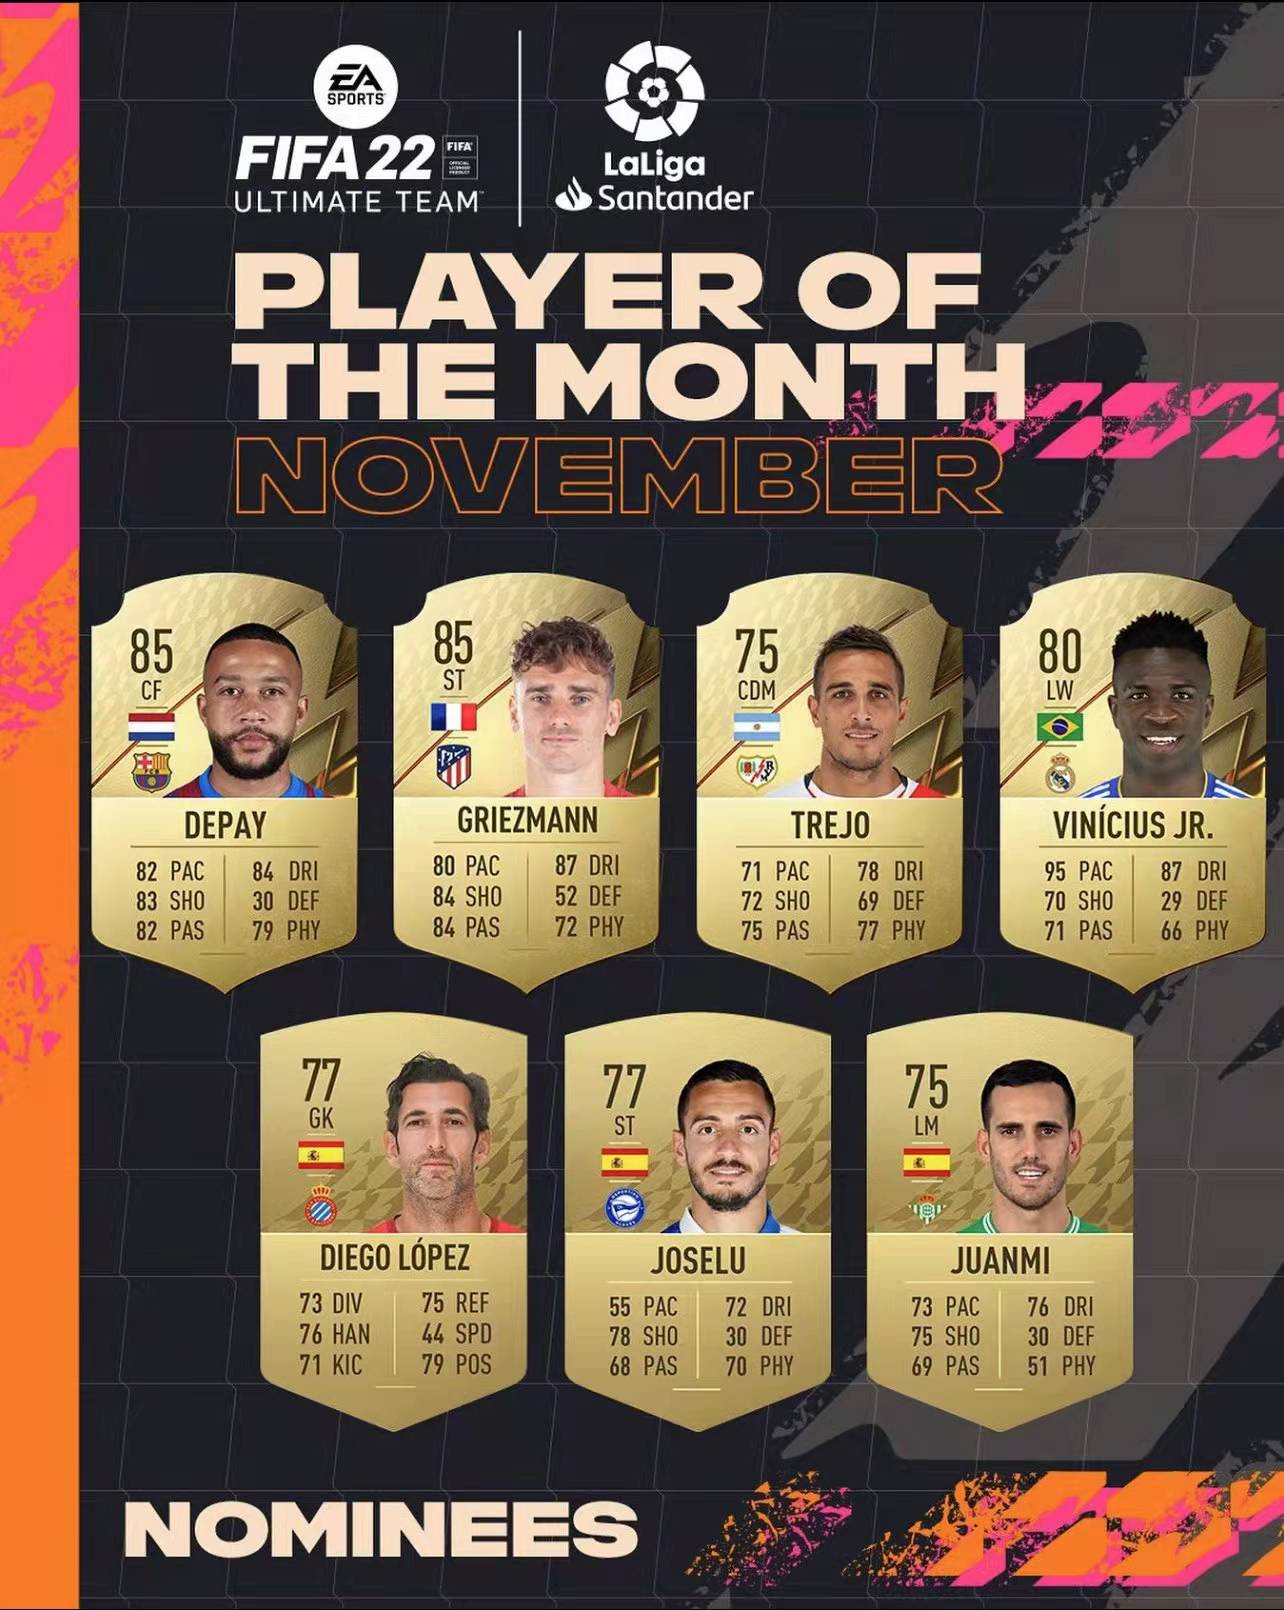 EA
SPORTS
FIFA 22
FIFA
OFFICIAL
LICENSED
PRODUCT
ULTIMATE TEAM
LaLiga
Santander
PLAYER OF
THE MONTH
NOVEMBER
85
CF
DEPAY
82 PAC 84 DRI
83 SHO 30 DEF
82 PAS 79 PHY
85
ST
GRIEZMANN
80 PAC 87 DRI
84 SHO 52 DEF
84 PAS 72 PHY
75
CDM
TREJO
71 PAC 78 DRI
72 SHO 69 DEF
75 PAS 77 PHY
80
LW
VINÍCIUS JR.
95 PAC 87 DRI
70 SHO 29 DEF
71 PAS 66 PHY
77
GK
DIEGO LÓPEZ
73 DIV 75 REF
76 HAN 44 SPD
71 KIC 79 POS
77
ST
JOSELU
55 PAC 72 DRI
78 SHO 30 DEF
68 PAS 70 PHY
75
LM
JUANMI
73 PAC 76 DRI
75 SHO 30 DEF
69 PAS 51 PHY
NOMINEES